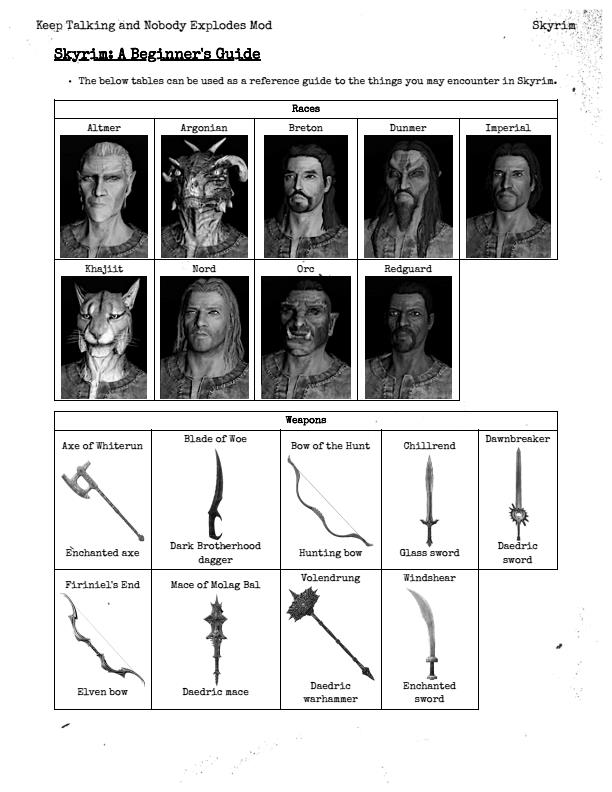 Keep Talking and Nobody Explodes Mod
Skyrim
Skyrim: A Beginner's Guide
• The below tables can be used as a reference guide to the things you may encounter in Skyrim.
Races
Altmer
Argonian
Breton
Dunmer
Imperial
Khajiit
Nord
Orc
Redguard
Weapons
Axe of Whiterun
Enchanted axe
Blade of Woe
Dark Brotherhood
dagger
Bow of the Hunt
Hunting bow
Chillrend
Glass sword
Dawnbreaker
Daedric
sword
Firiniel's End
Elven bow
Mace of Molag Bal
Daedric mace
Volendrung
Daedric
warhammer
Windshear
Enchanted
sword